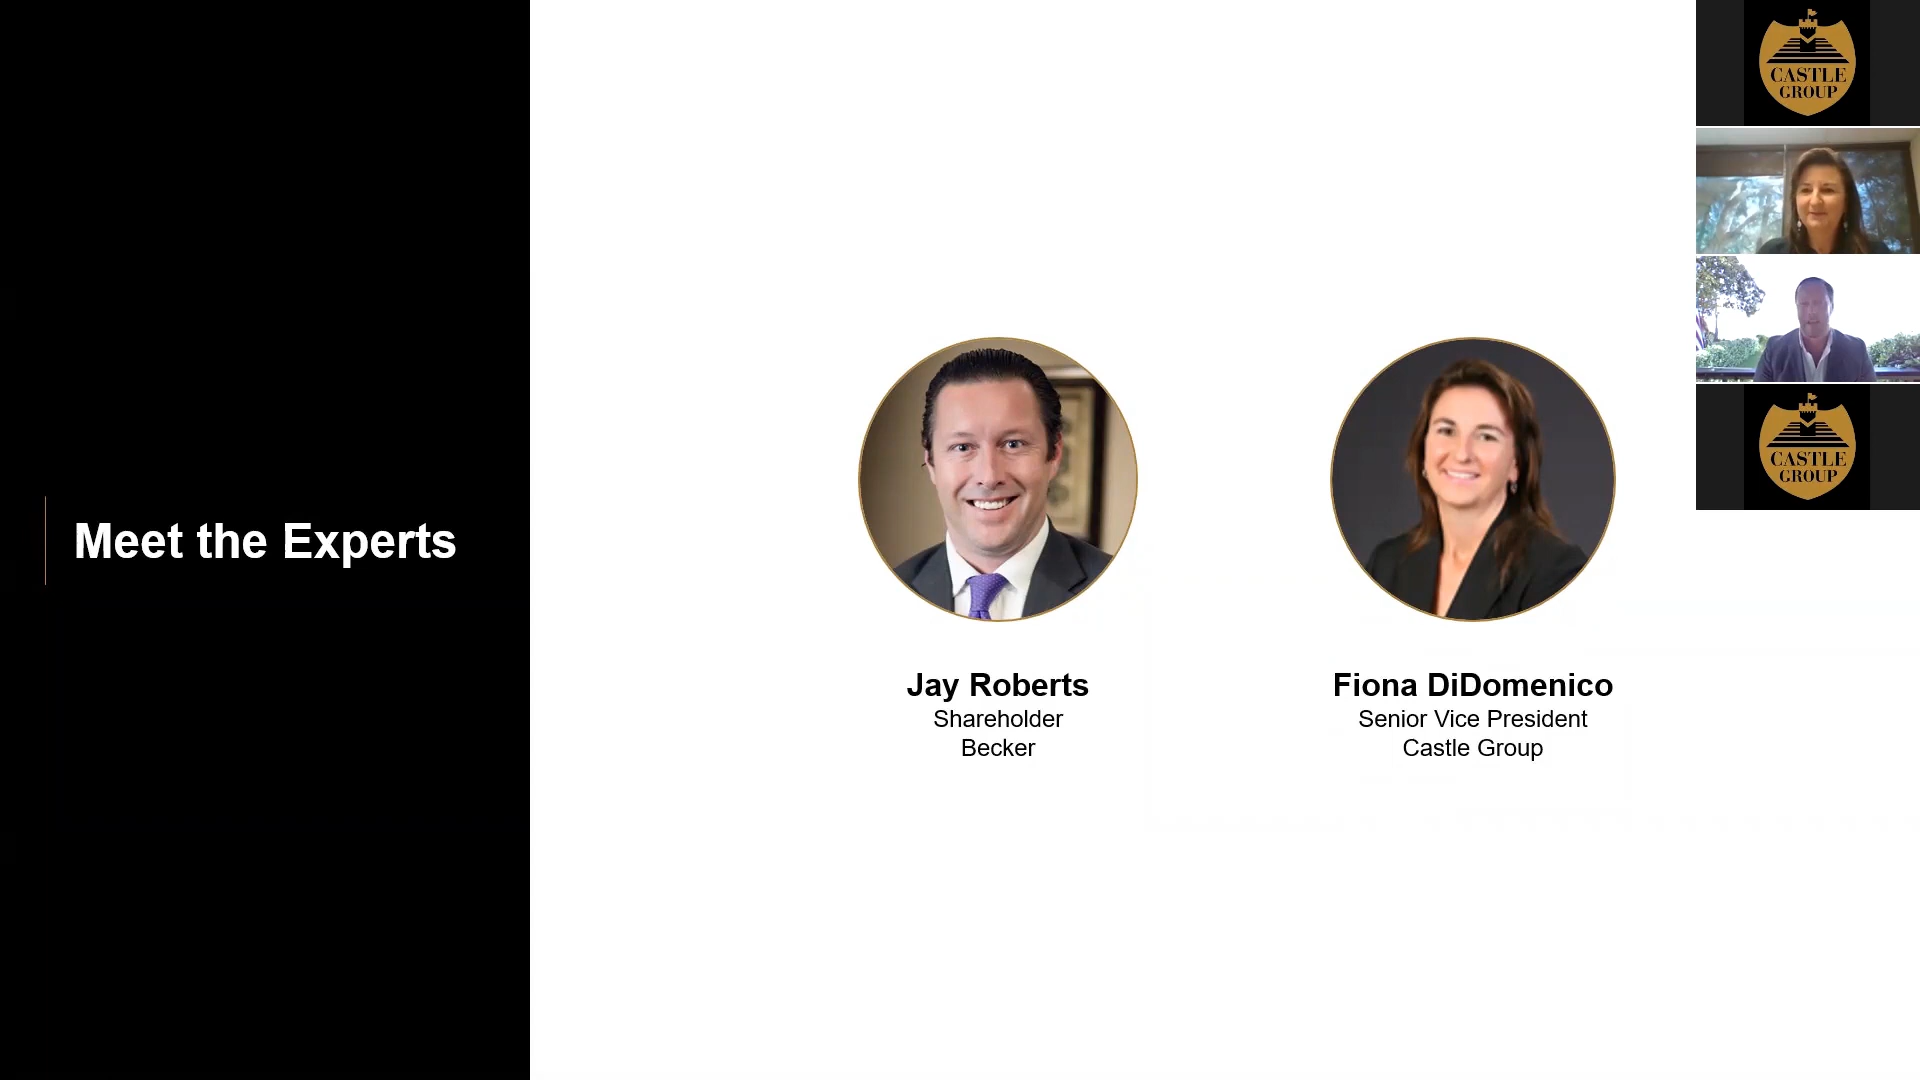 Meet the Experts
Jay Roberts
Shareholder
Becker
Fiona DiDomenico
Senior Vice President
Castle Group
CASTLE
GROUP
CASTLE
GROUP